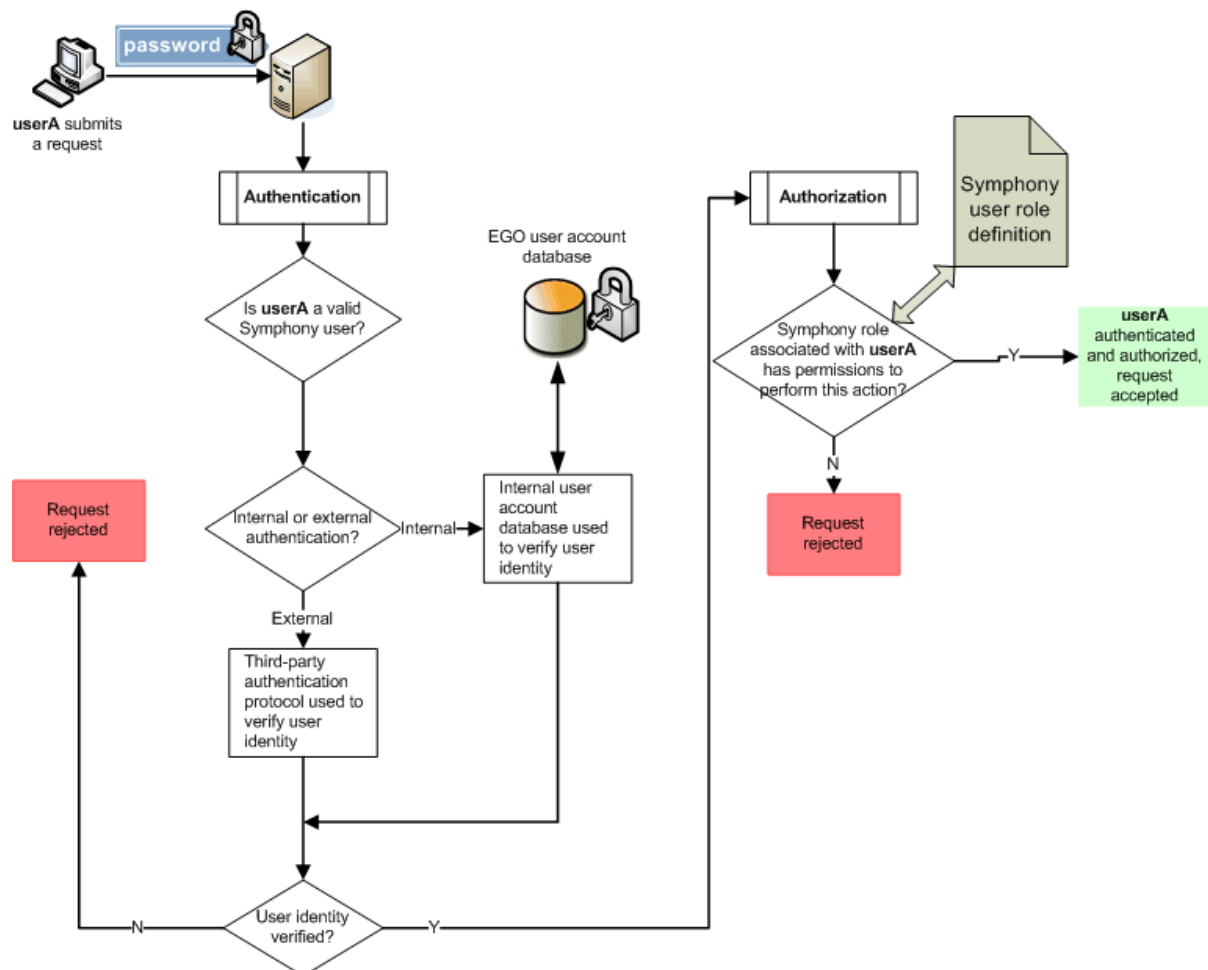 password
userA submits
a request
Authentication
Is userA a valid
Symphony user?
EGO user account
database
Internal or external
authentication?
Internal
Internal user
account
database used
to verify user
identity
External
Third-party
authentication
protocol used to
verify user
identity
Request
rejected
User identity
verified?
N
Y
Authorization
Symphony
user role
definition
Symphony role
associated with userA
has permissions to
perform this action?
Y
userA
authenticated
and authorized,
request
accepted
N
Request
rejected